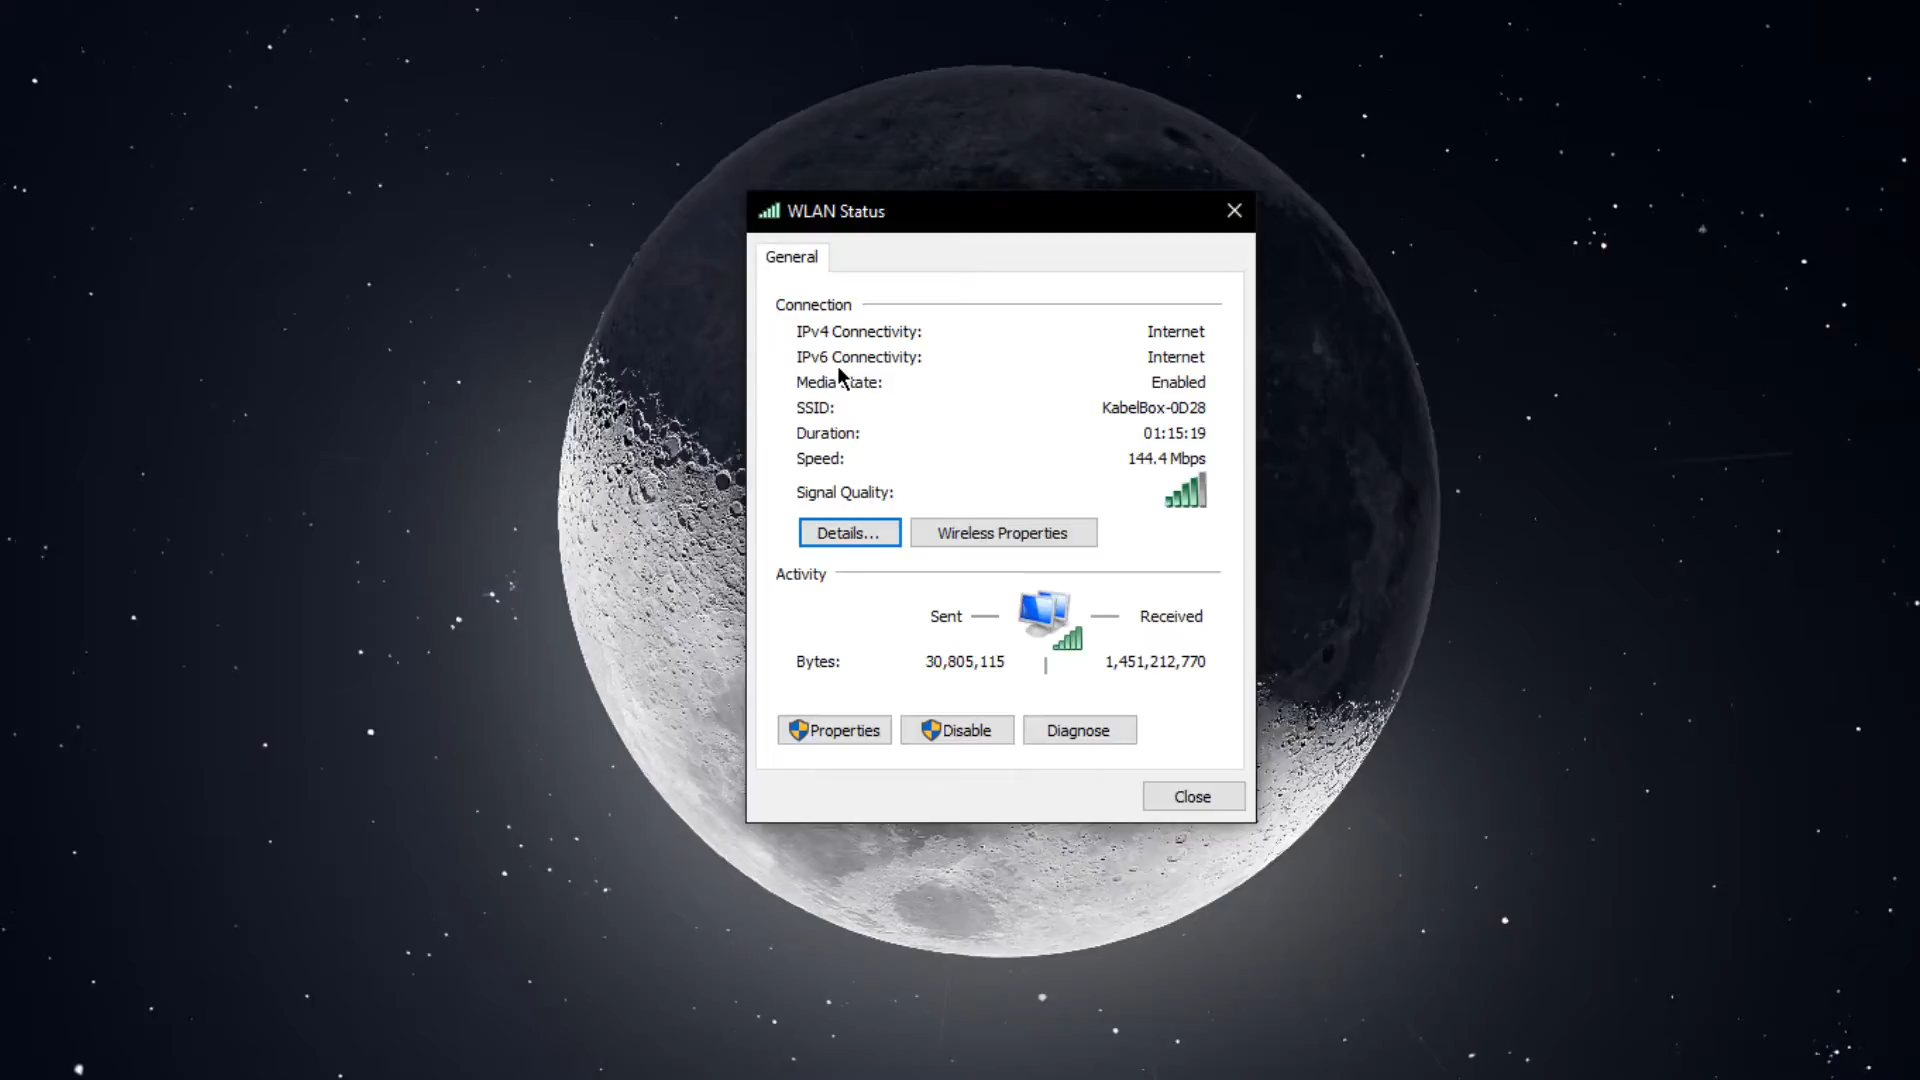 WLAN Status
General
Connection
IPv4 Connectivity: Internet
IPv6 Connectivity: Internet
Media State: Enabled
SSID: KabelBox-0D28
Duration: 01:15:19
Speed: 144.4 Mbps
Signal Quality:
Details... Wireless Properties
Activity
Sent Received
Bytes: 30,805,115 1,451,212,770
Properties Disable Diagnose
Close